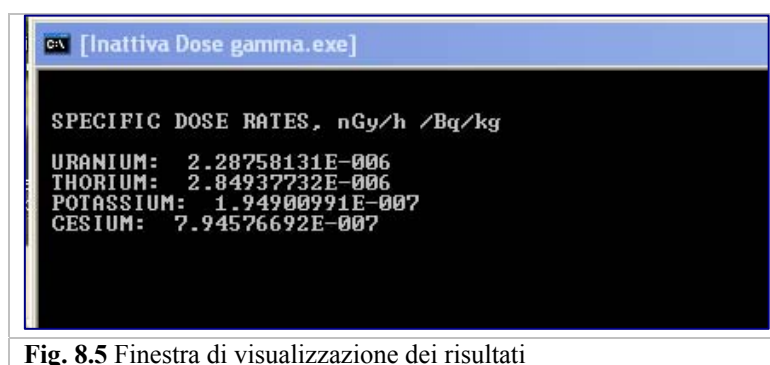 [Inattiva Dose gamma.exe]
SPECIFIC DOSE RATES, nGy/h /Bq/kg
URANIUM: 2.28758131E-006
THORIUM: 2.84937732E-006
POTASSIUM: 1.94900991E-007
CESIUM: 7.94576692E-007
Fig. 8.5 Finestra di visualizzazione dei risultati